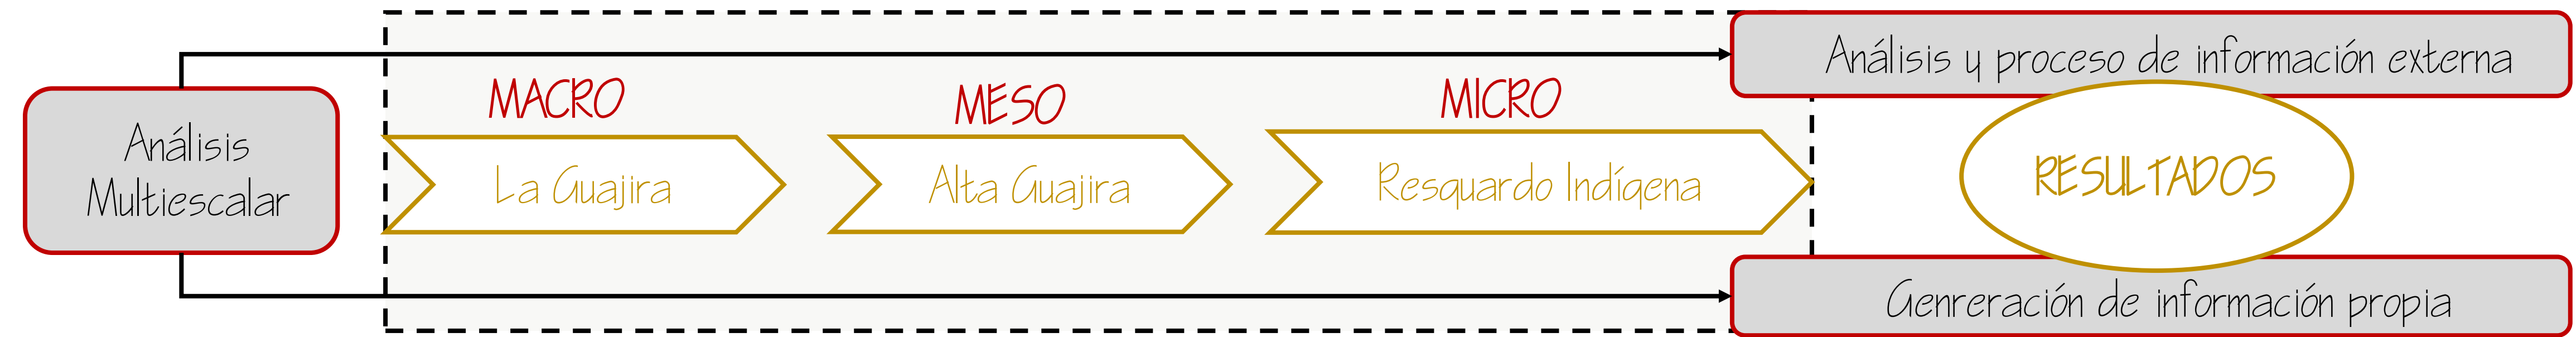 Análisis
Multiescalar
MACRO
La Guajira
MESO
Alta Guajira
MICRO
Resguardo Indígena
Análisis y proceso de información externa
RESULTADOS
Genreración de información propia